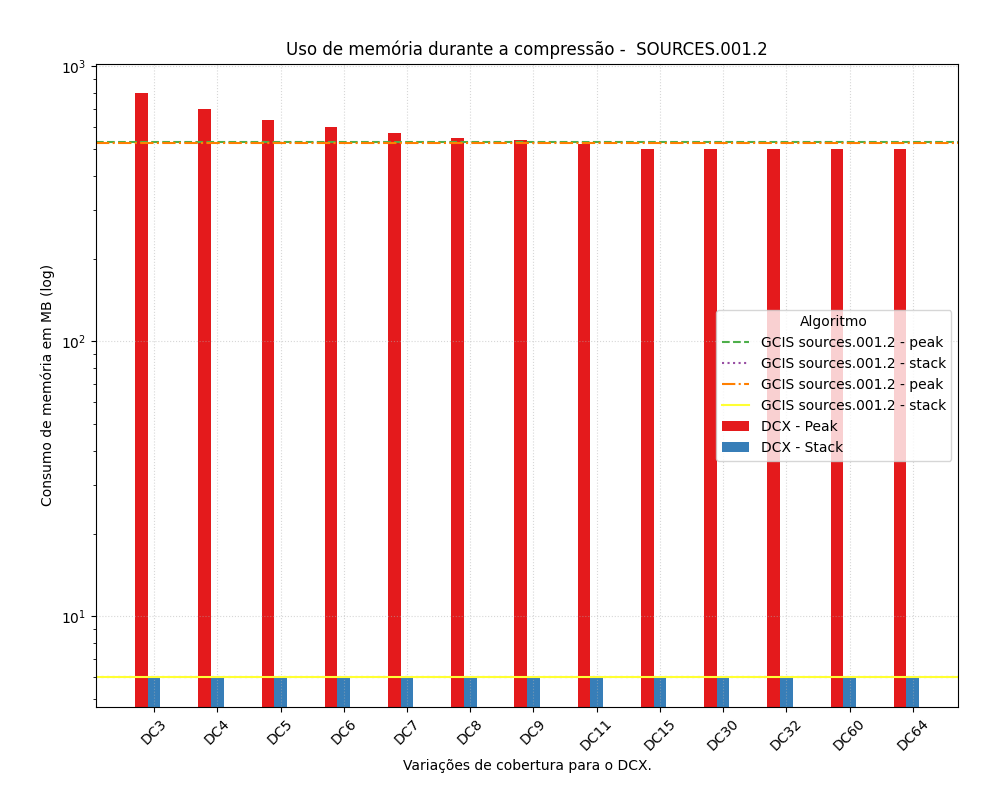 Uso de memória durante a compressão -  SOURCES.001.2
Consumo de memória em MB (log)
10³
10²
10¹
Algoritmo
GCIS sources.001.2 - peak
GCIS sources.001.2 - stack
GCIS sources.001.2 - peak
GCIS sources.001.2 - stack
DCX - Peak
DCX - Stack
DC3 DC4 DC5 DC6 DC7 DC8 DC9 DC11 DC15 DC30 DC32 DC60 DC64
Variações de cobertura para o DCX.